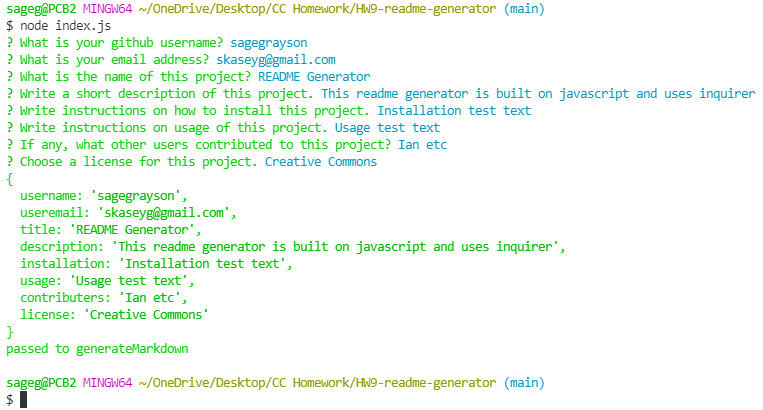 sageg@PCB2 MINGW64 ~/OneDrive/Desktop/CC Homework/HW9-readme-generator (main)
$ node index.js
? What is your github username? sagegrayson
? What is your email address? skaseyg@gmail.com
? What is the name of this project? README Generator
? Write a short description of this project. This readme generator is built on javascript and uses inquirer
? Write instructions on how to install this project. Installation test text
? Write instructions on usage of this project. Usage test text
? If any, what other users contributed to this project? Ian etc
? Choose a license for this project. Creative Commons
{
  username: 'sagegrayson',
  useremail: 'skaseyg@gmail.com',
  title: 'README Generator',
  description: 'This readme generator is built on javascript and uses inquirer',
  installation: 'Installation test text',
  usage: 'Usage test text',
  contributers: 'Ian etc',
  license: 'Creative Commons'
}
passed to generateMarkdown

sageg@PCB2 MINGW64 ~/OneDrive/Desktop/CC Homework/HW9-readme-generator (main)
$